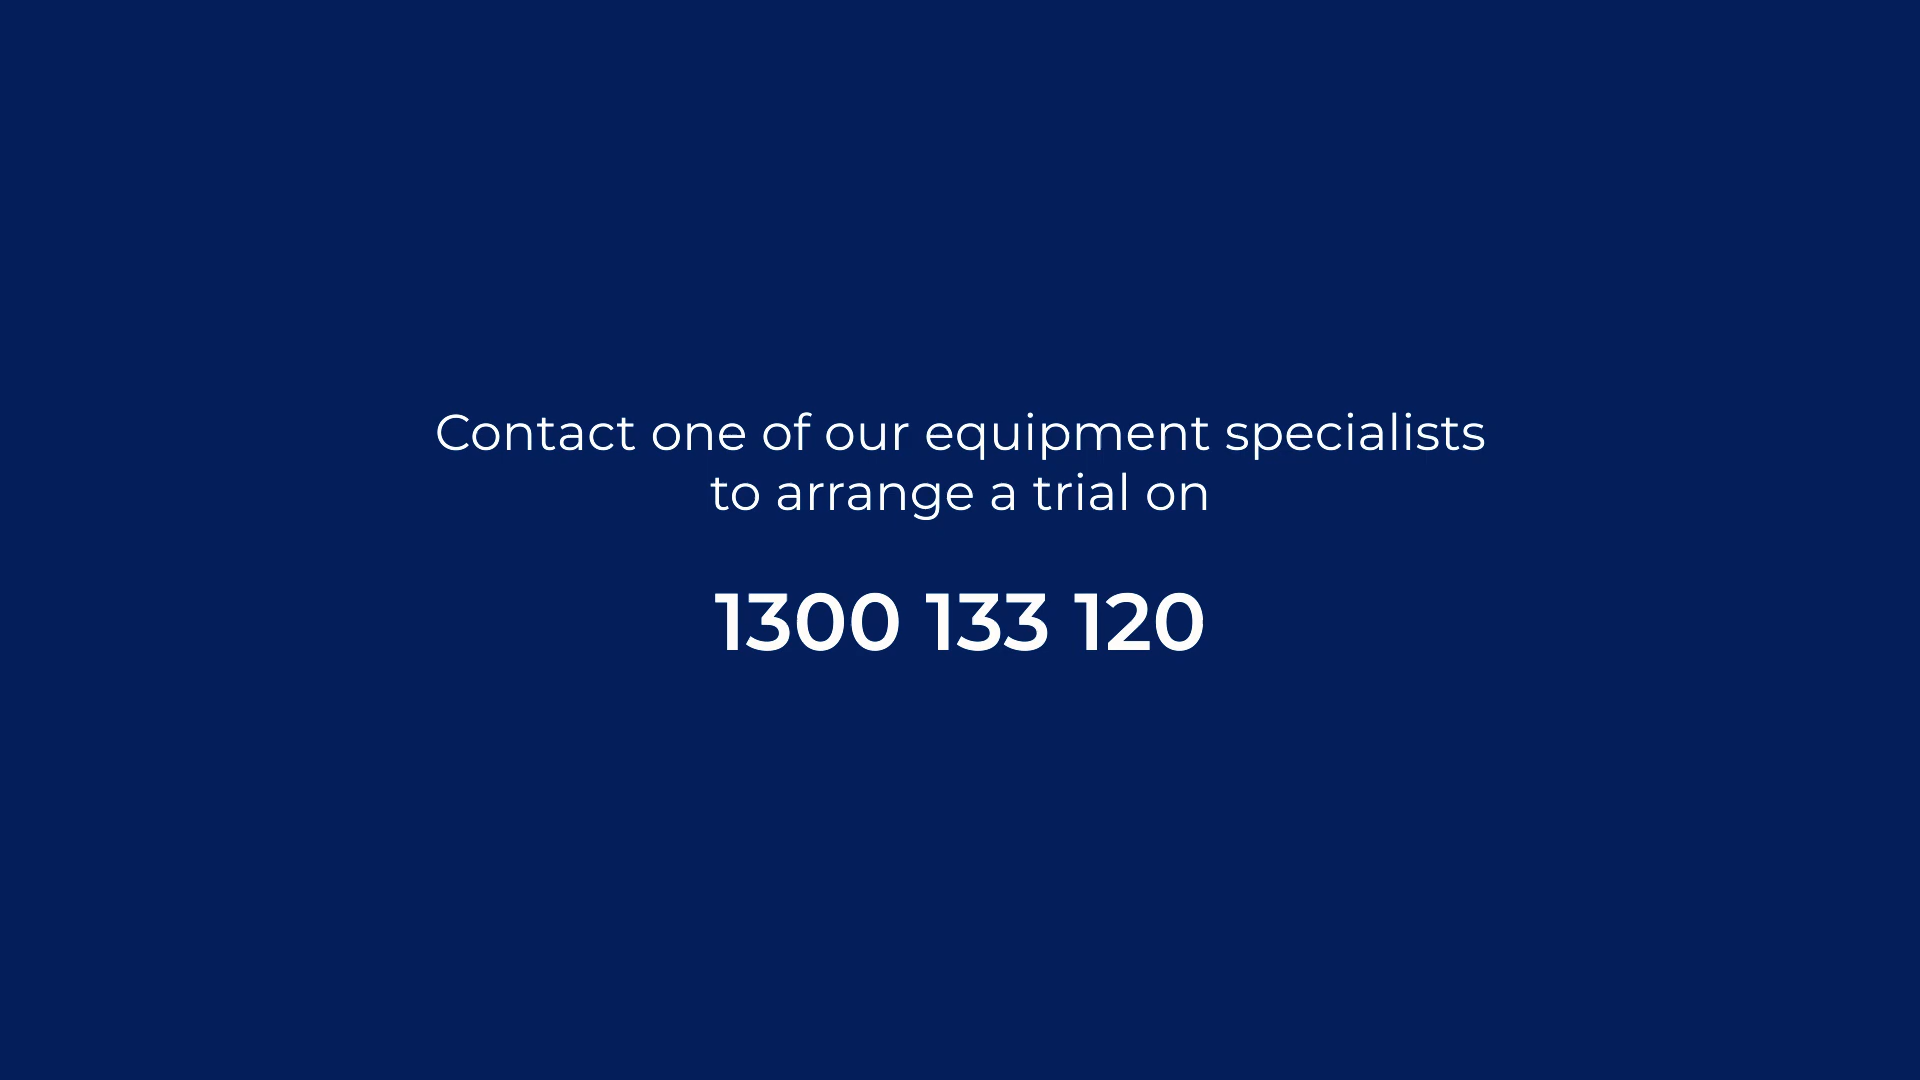 Contact one of our equipment specialists
to arrange a trial on
1300 133 120